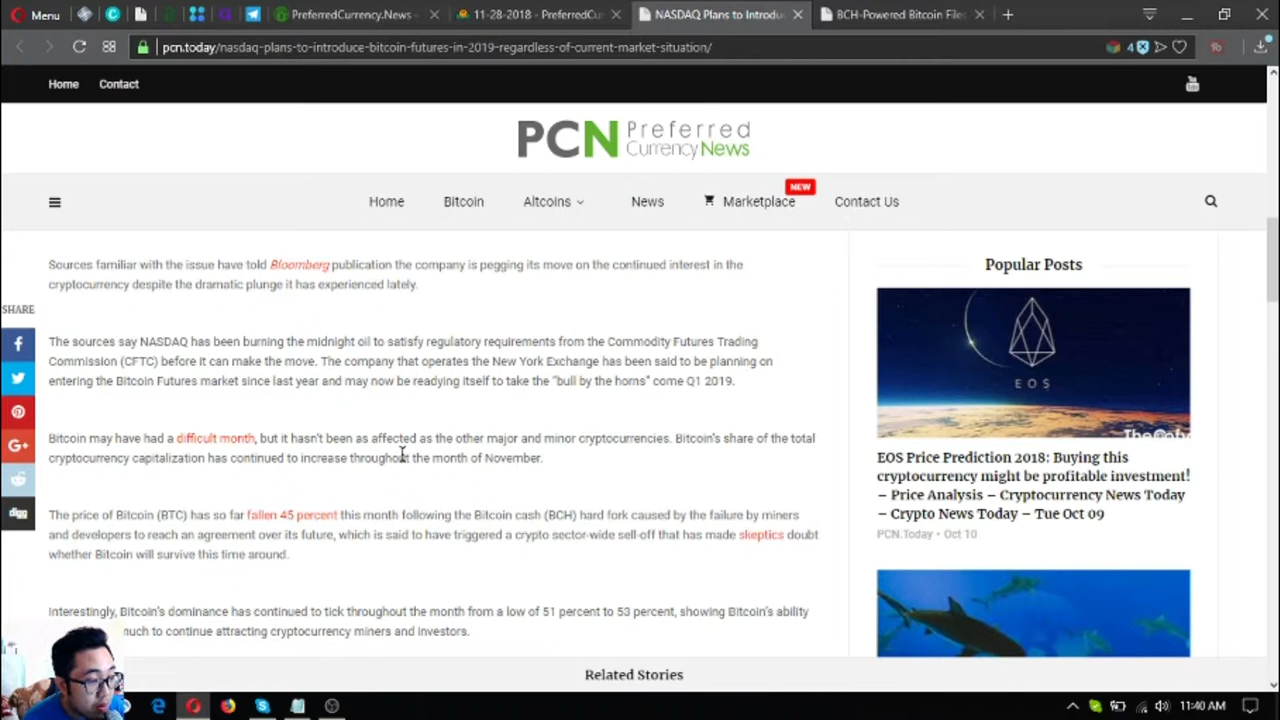 Menu
PreferredCurrency.News -
11-28-2018 - PreferredCu
NASDAQ Plans to Introdu
BCH-Powered Bitcoin Files
pcn.today/nasdaq-plans-to-introduce-bitcoin-futures-in-2019-regardless-of-current-market-situation/
4
Home Contact
You Tube
PCN Preferred
CurrencyNews
NEW
Home Bitcoin Altcoins News Marketplace Contact Us
Sources familiar with the issue have told Bloomberg publication the company is pegging its move on the continued interest in the
cryptocurrency despite the dramatic plunge it has experienced lately.
SHARE
The sources say NASDAQ has been burning the midnight oil to satisfy regulatory requirements from the Commodity Futures Trading
Commission (CFTC) before it can make the move. The company that operates the New York Exchange has been said to be planning on
entering the Bitcoin Futures market since last year and may now be readying itself to take the "bull by the horns" come Q1 2019.
Bitcoin may have had a difficult month, but it hasn't been as affected as the other major and minor cryptocurrencies. Bitcoin's share of the total
cryptocurrency capitalization has continued to increase throughout the month of November.
G+
digg
The price of Bitcoin (BTC) has so far fallen 45 percent this month following the Bitcoin cash (BCH) hard fork caused by the failure by miners
and developers to reach an agreement over its future, which is said to have triggered a crypto sector-wide sell-off that has made skeptics doubt
whether Bitcoin will survive this time around.
Interestingly, Bitcoin's dominance has continued to tick throughout the month from a low of 51 percent to 53 percent, showing Bitcoin's ability
much to continue attracting cryptocurrency miners and investors.
Popular Posts
EOS
EOS Price Prediction 2018: Buying this
cryptocurrency might be profitable investment!
– Price Analysis – Cryptocurrency News Today
– Crypto News Today – Tue Oct 09
PCN.Today • Oct 10
Related Stories
11:40 AM